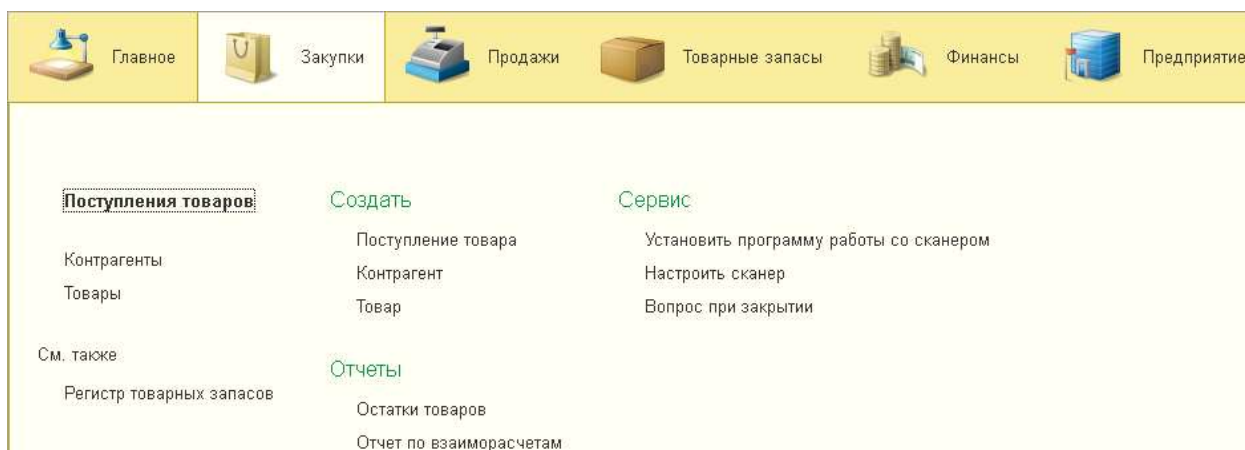 Главное
Закупки
Продажи
Товарные запасы
Финансы
Предприятие
Поступления товаров
Контрагенты
Товары
См. также
Регистр товарных запасов
Создать
Поступление товара
Контрагент
Товар
Отчеты
Остатки товаров
Отчет по взаиморасчетам
Сервис
Установить программу работы со сканером
Настроить сканер
Вопрос при закрытии